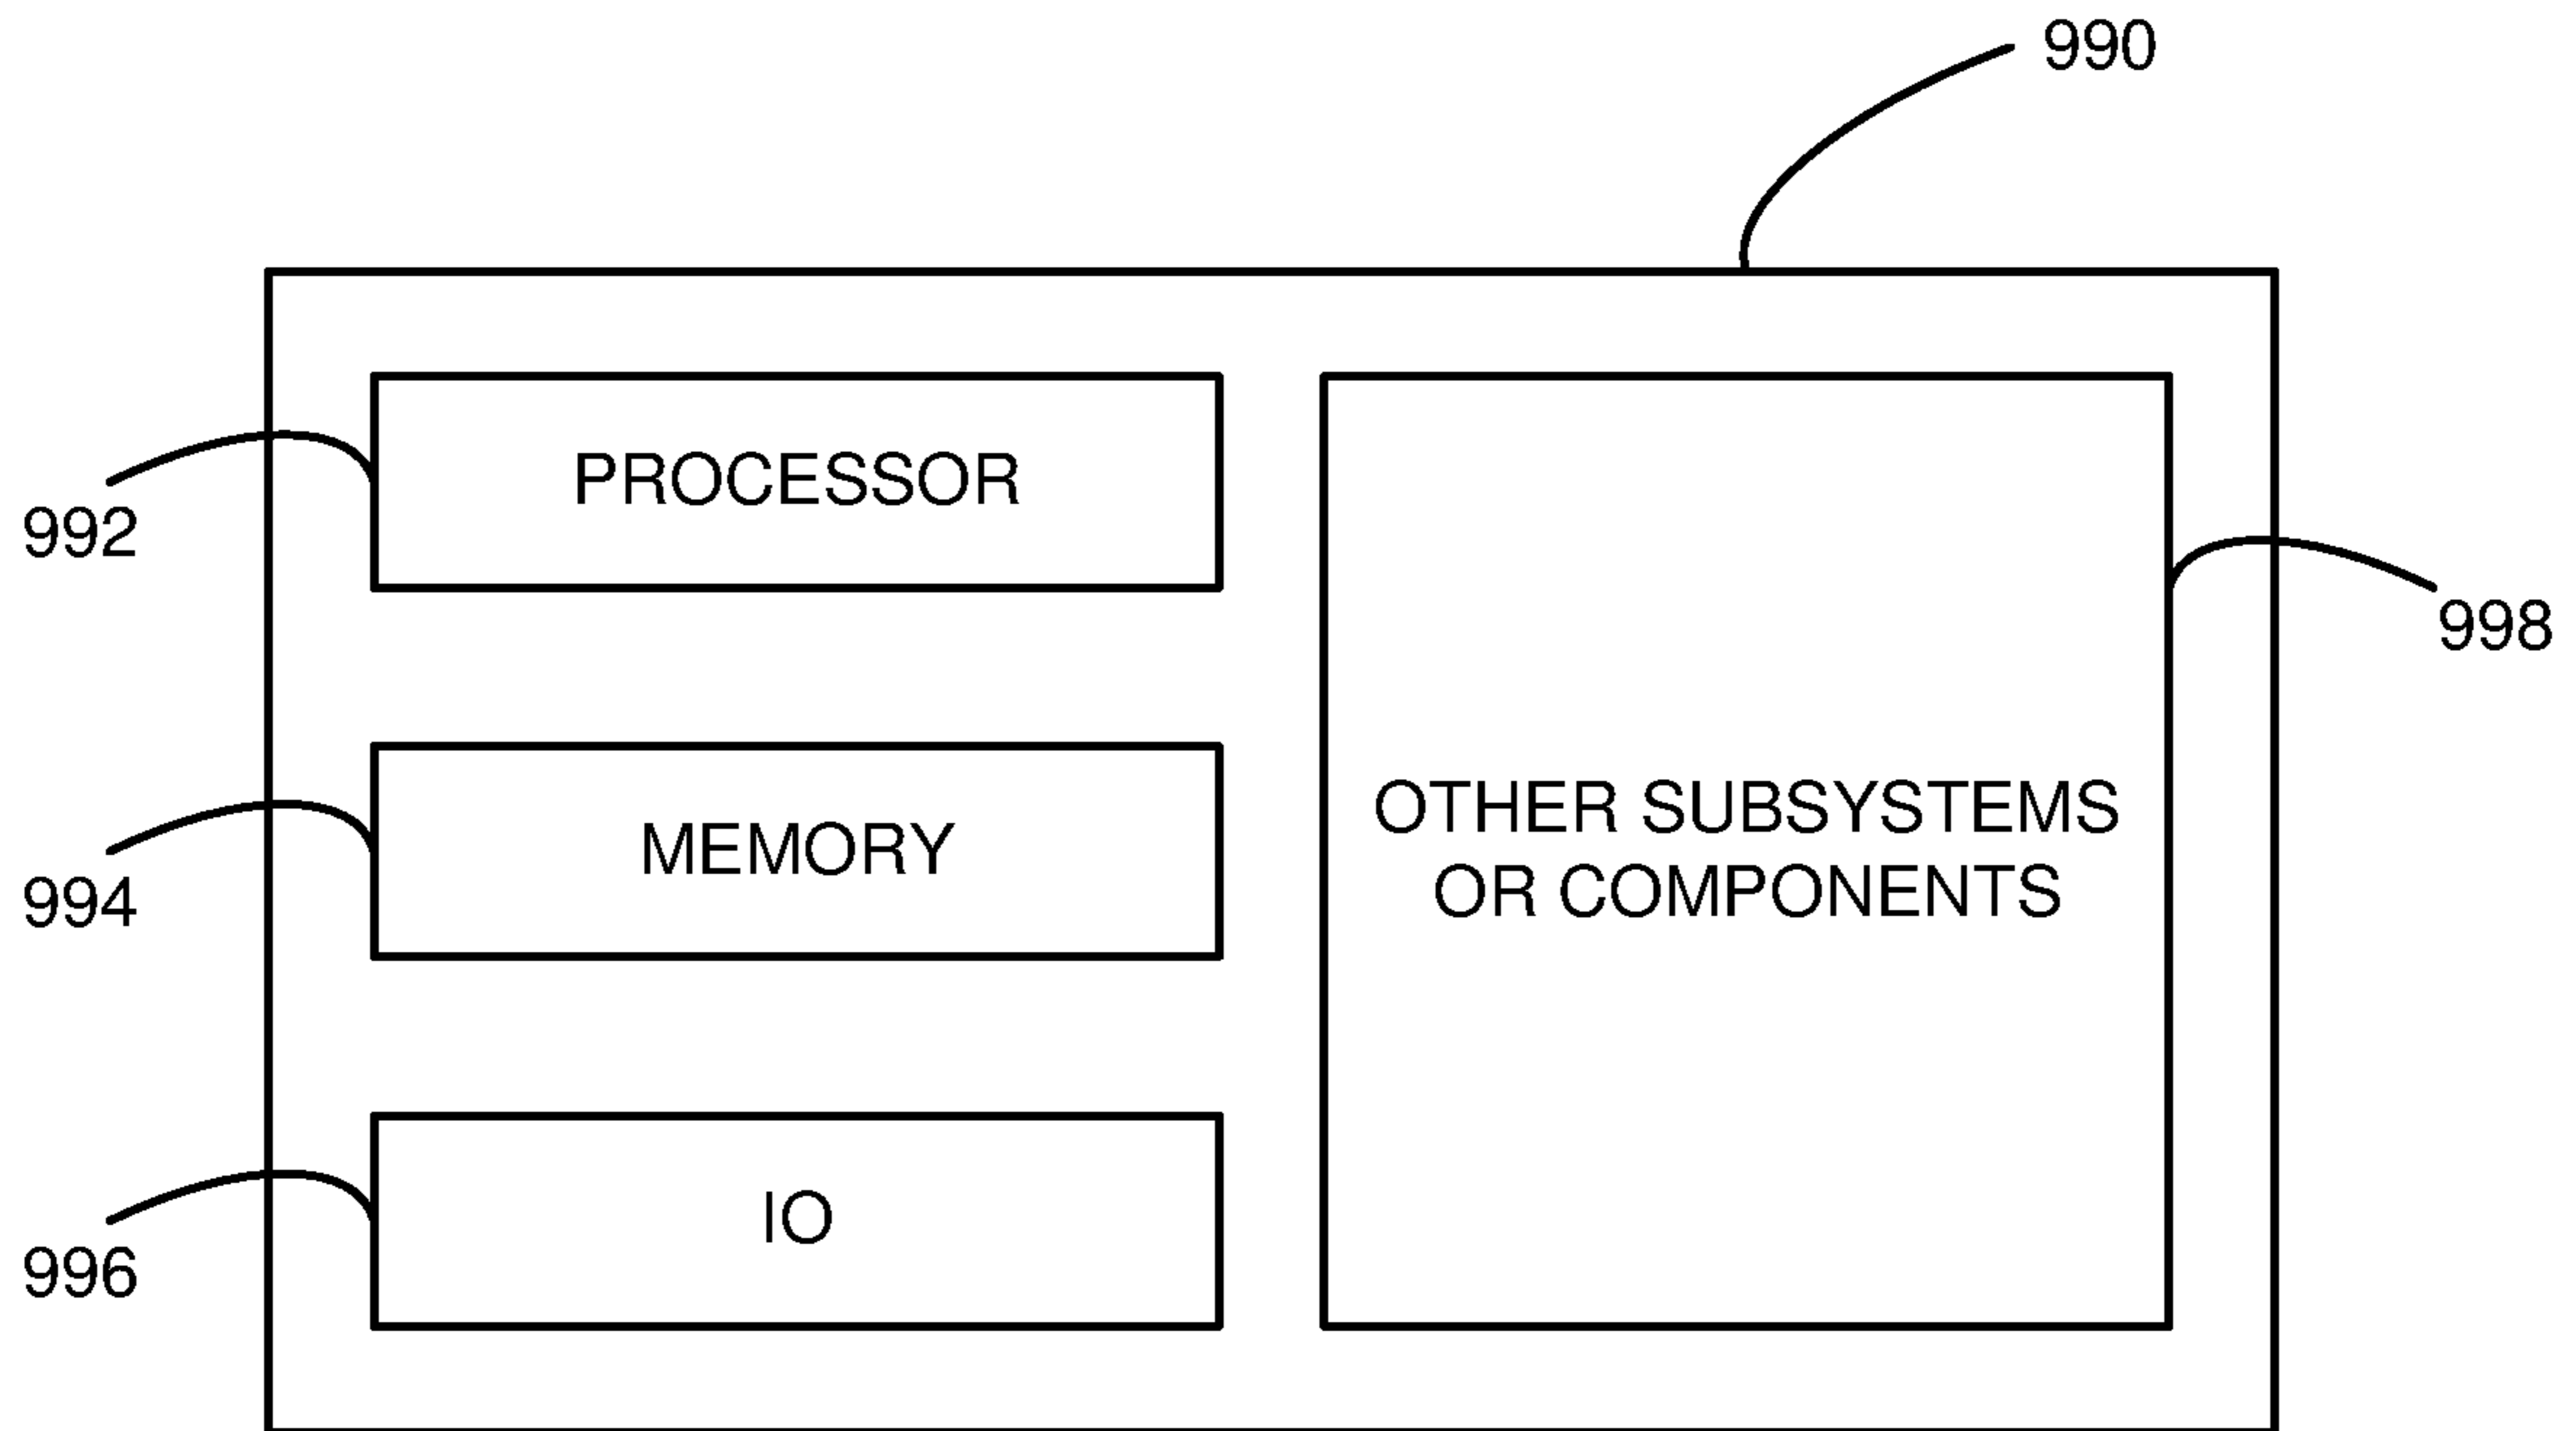 990
PROCESSOR
992
998
OTHER SUBSYSTEMS
OR COMPONENTS
MEMORY
994
IO
996